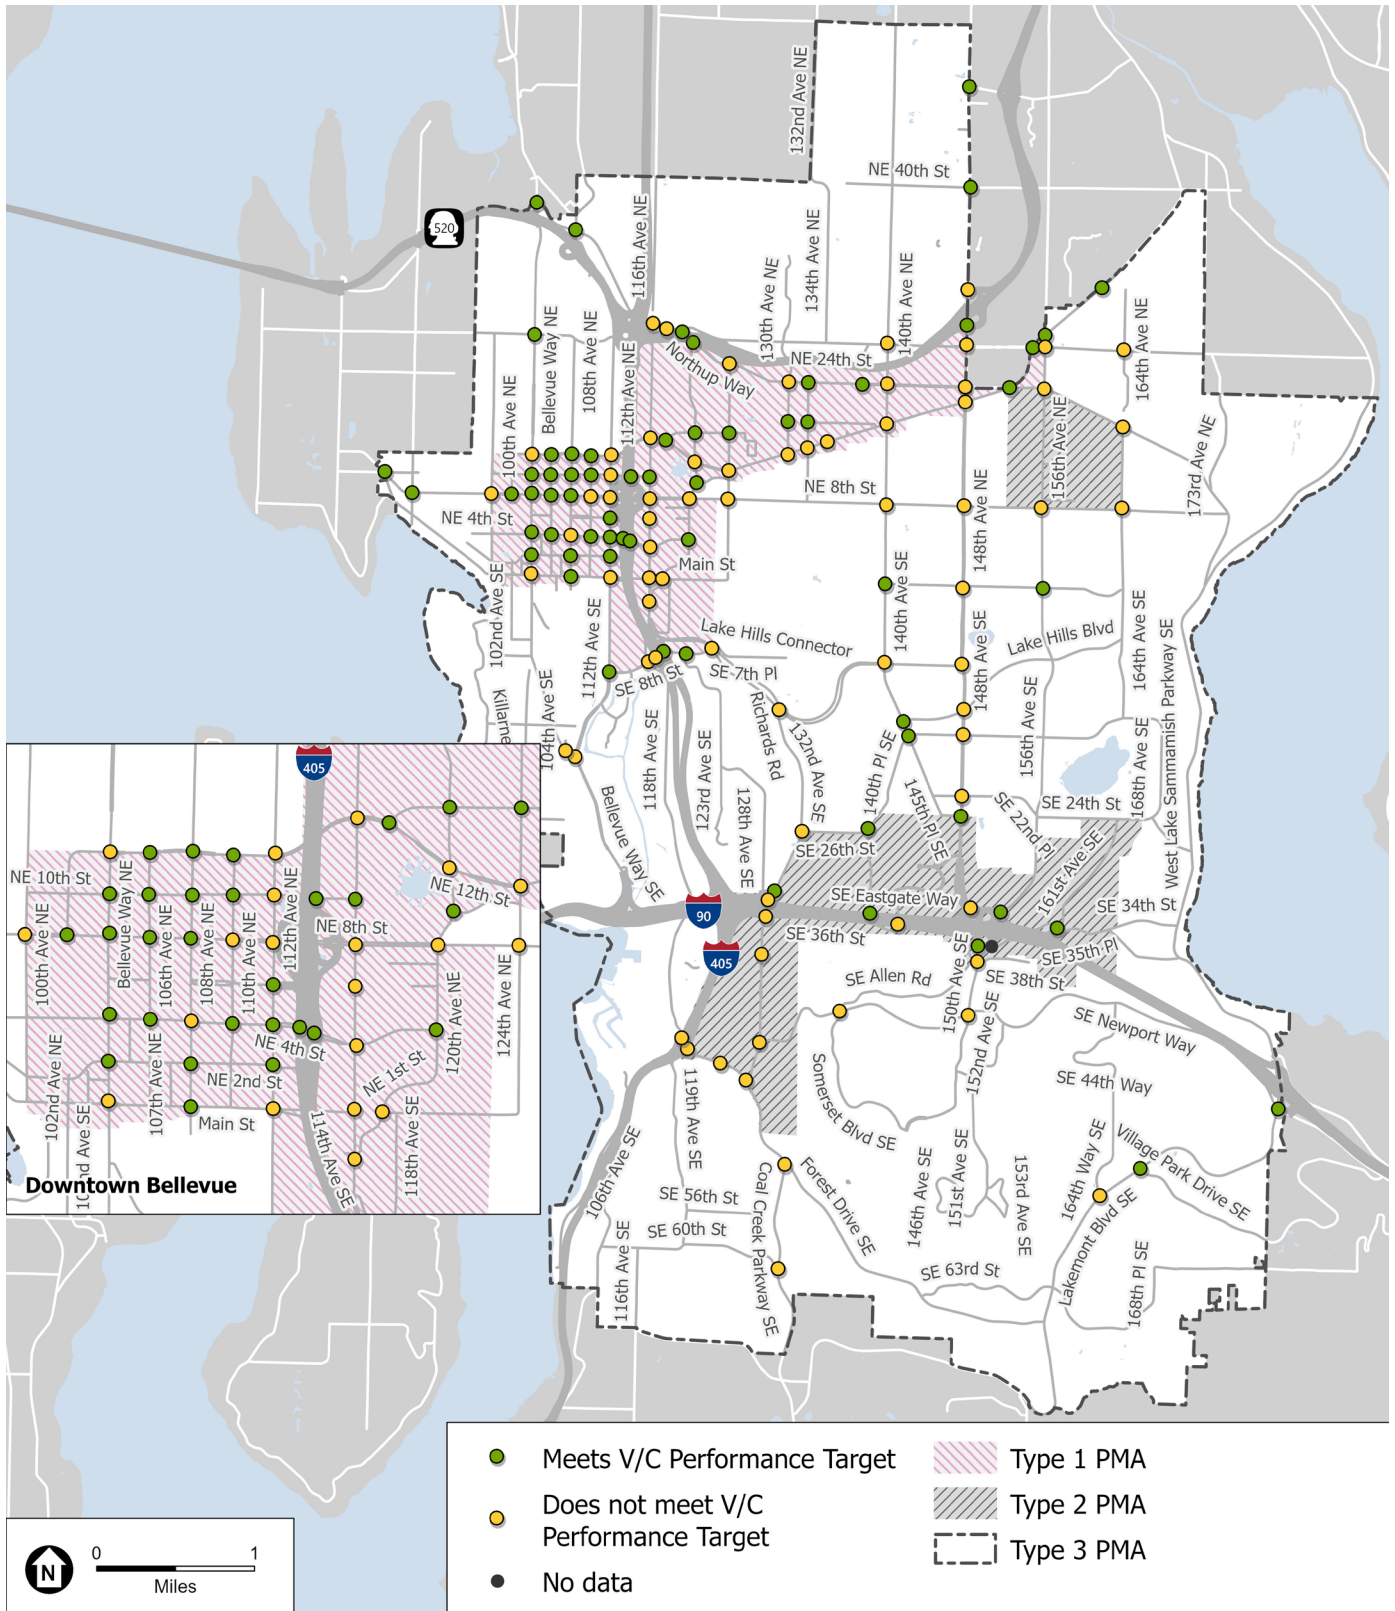 132nd Ave NE
NE 40th St
520
116th Ave NE
134th Ave NE
130th Ave NE
140th Ave NE
Bellevue Way NE
108th Ave NE
112th Ave NE
100th Ave NE
Northup Way
NE 24th St
164th Ave NE
156th Ave NE
173rd Ave NE
NE 8th St
NE 4th St
148th Ave NE
Main St
102nd Ave SE
112th Ave SE
140th Ave SE
Lake Hills Connector
Lake Hills Blvd
164th Ave SE
148th Ave SE
SE 8th St
SE 7th Pl
Killarne
104th Ave SE
118th Ave SE
123rd Ave SE
Richards Rd
132nd Ave SE
140th Pl SE
156th Ave SE
168th Ave SE
West Lake Sammamish Parkway SE
Bellevue Way SE
128th Ave SE
145th Pl SE
SE 22nd Pl
SE 24th St
SE 26th St
161st Ave SE
SE Eastgate Way
SE 34th St
90
SE 36th St
405
SE 35th Pl
150th Ave SE
SE Allen Rd
SE 38th St
152nd Ave SE
SE Newport Way
SE 44th Way
Somerset Blvd SE
119th Ave SE
106th Ave SE
SE 56th St
SE 60th St
116th Ave SE
Coal Creek Parkway SE
Forest Drive SE
146th Ave SE
151st Ave SE
153rd Ave SE
164th Way SE
Village Park Drive SE
Lakemont Blvd SE
SE 63rd St
168th Pl SE
405
NE 10th St
Bellevue Way NE
NE 12th St
112th Ave NE
NE 8th St
100th Ave NE
106th Ave NE
108th Ave NE
110th Ave NE
120th Ave NE
124th Ave NE
NE 4th St
NE 1st St
102nd Ave NE
107th Ave NE
NE 2nd St
Main St
114th Ave SE
118th Ave SE
nd Ave SE
Downtown Bellevue
Meets V/C Performance Target
Does not meet V/C
Performance Target
No data
Type 1 PMA
Type 2 PMA
Type 3 PMA
N
0 1
Miles